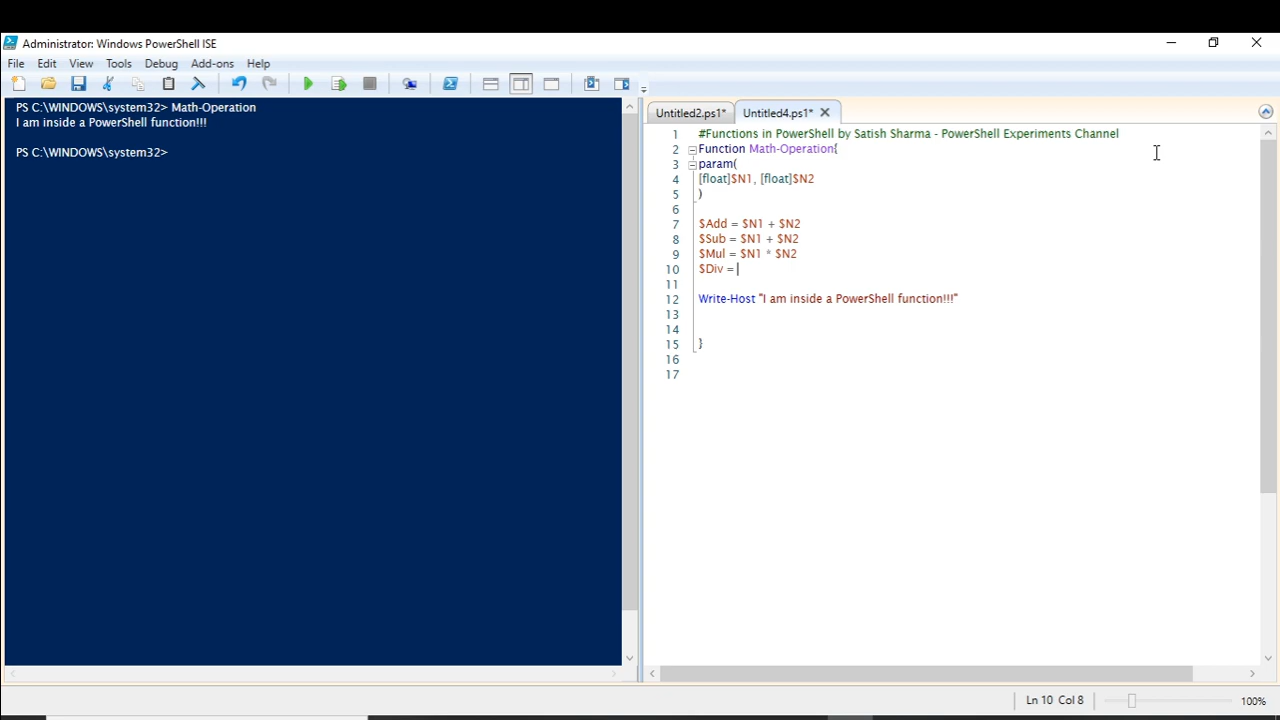 Administrator: Windows PowerShell ISE
File Edit View Tools Debug Add-ons Help
PS C:\WINDOWS\system32> Math-Operation
I am inside a PowerShell function!!!
PS C:\WINDOWS\system32>
Untitled2.ps1* Untitled4.ps1*
1 #Functions in PowerShell by Satish Sharma - PowerShell Experiments Channel
2 Function Math-Operation{
3 param(
4 [float]$N1, [float]$N2
5 )
6
7 $Add = $N1 + $N2
8 $Sub = $N1 + $N2
9 $Mul = $N1 * $N2
10 $Div =
11
12 Write-Host "I am inside a PowerShell function!!!"
13
14
15 }
16
17
Ln 10 Col 8 100%